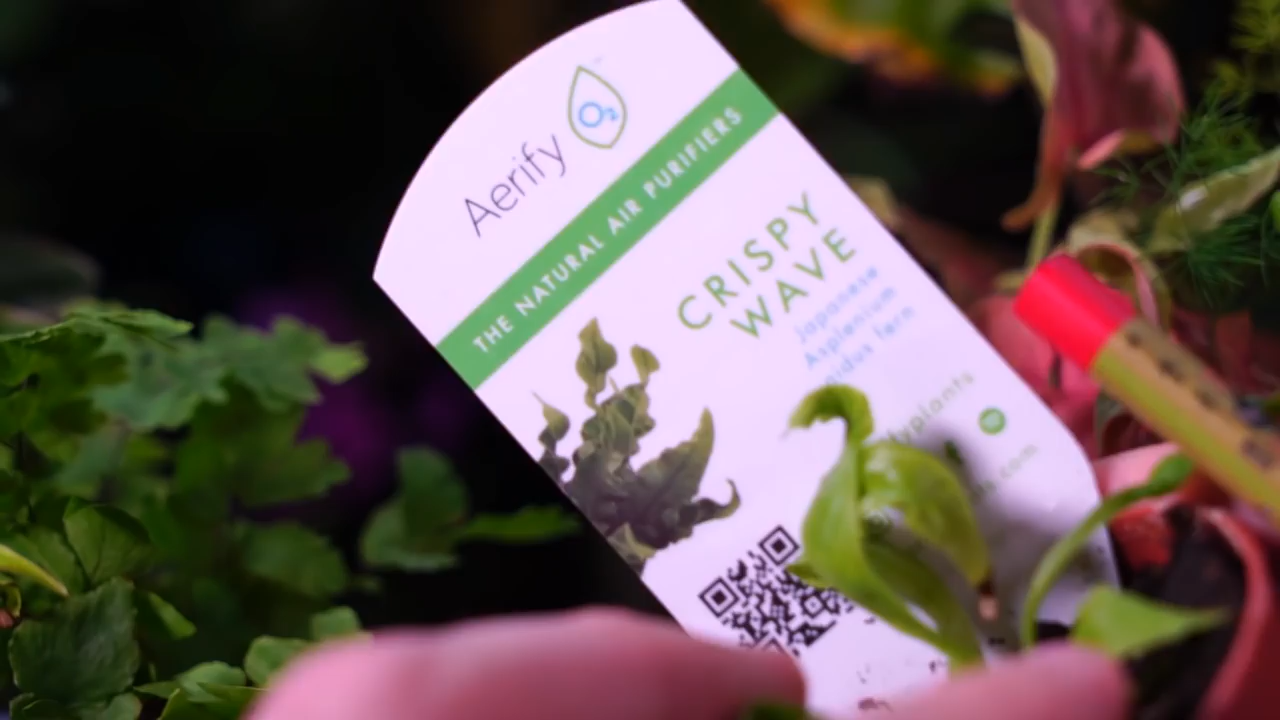 Aerify O₂
THE NATURAL AIR PURIFIERS
CRISPY
WAVE
Japanese
Asplenium
nidus fern